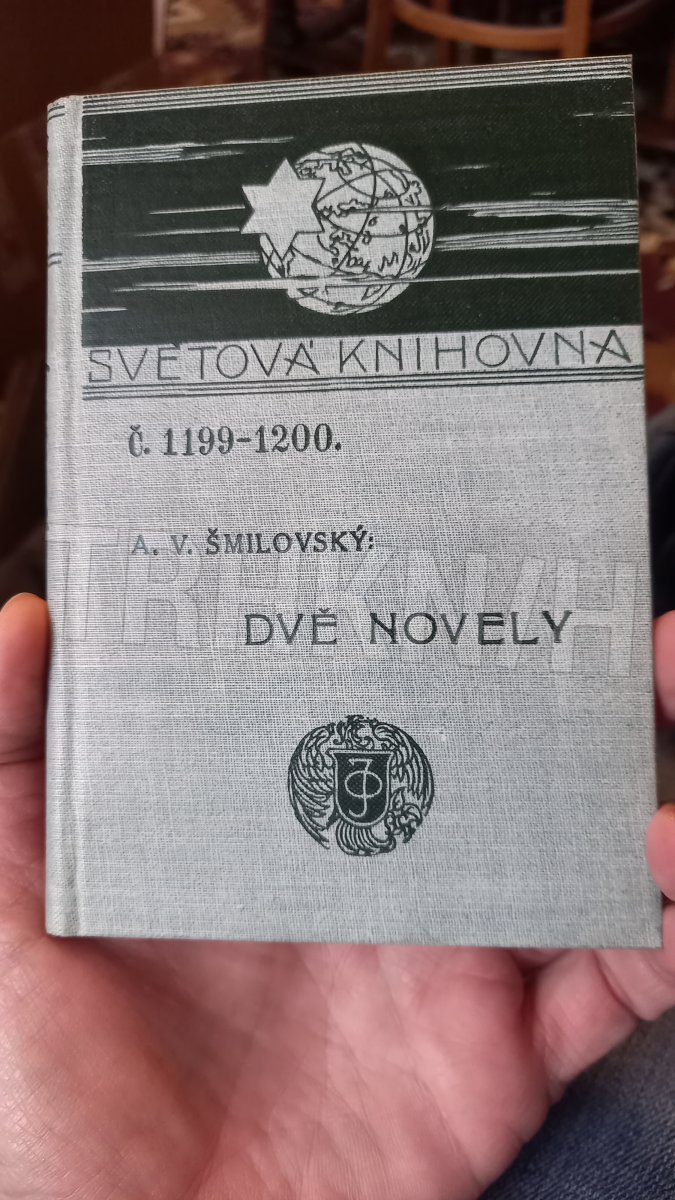 SVĚTOVÁ KNIHOVNA
Č. 1199-1200.
A. V. ŠMILOVSKÝ:
DVĚ NOVELY